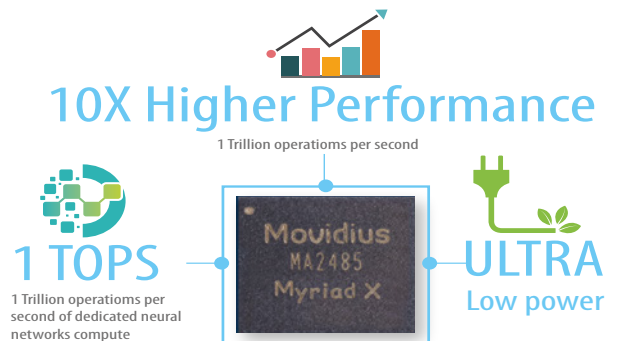 10X Higher Performance
1 Trillion operatioms per second
1 TOPS
1 Trillion operatioms per
second of dedicated neural
networks compute
Movidius
MA2485
Myriad X
ULTRA
Low power